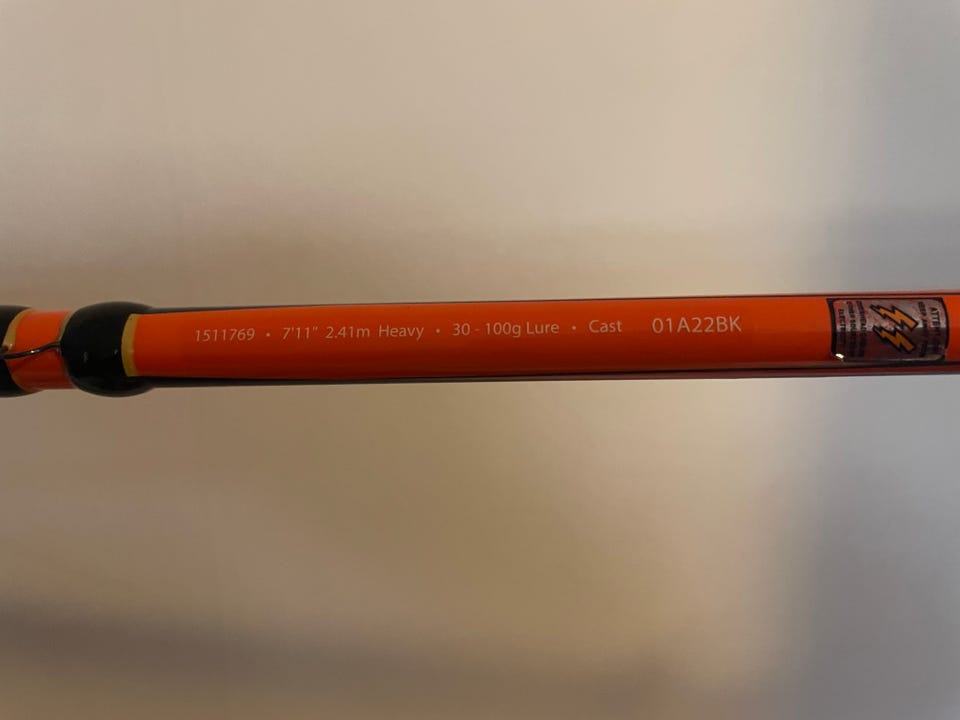 1511769 • 7'11" 2.41m Heavy • 30 - 100g Lure • Cast 01A22BK